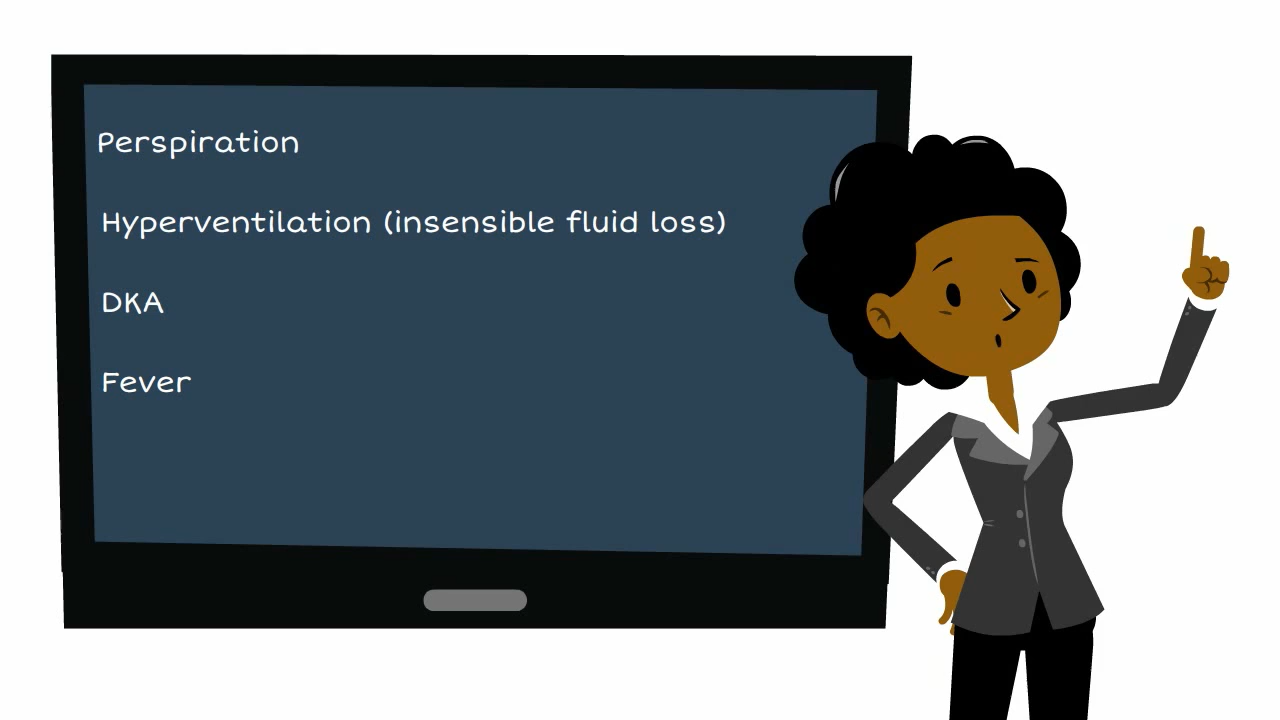 Perspiration
Hyperventilation (insensible fluid loss)
DKA
Fever